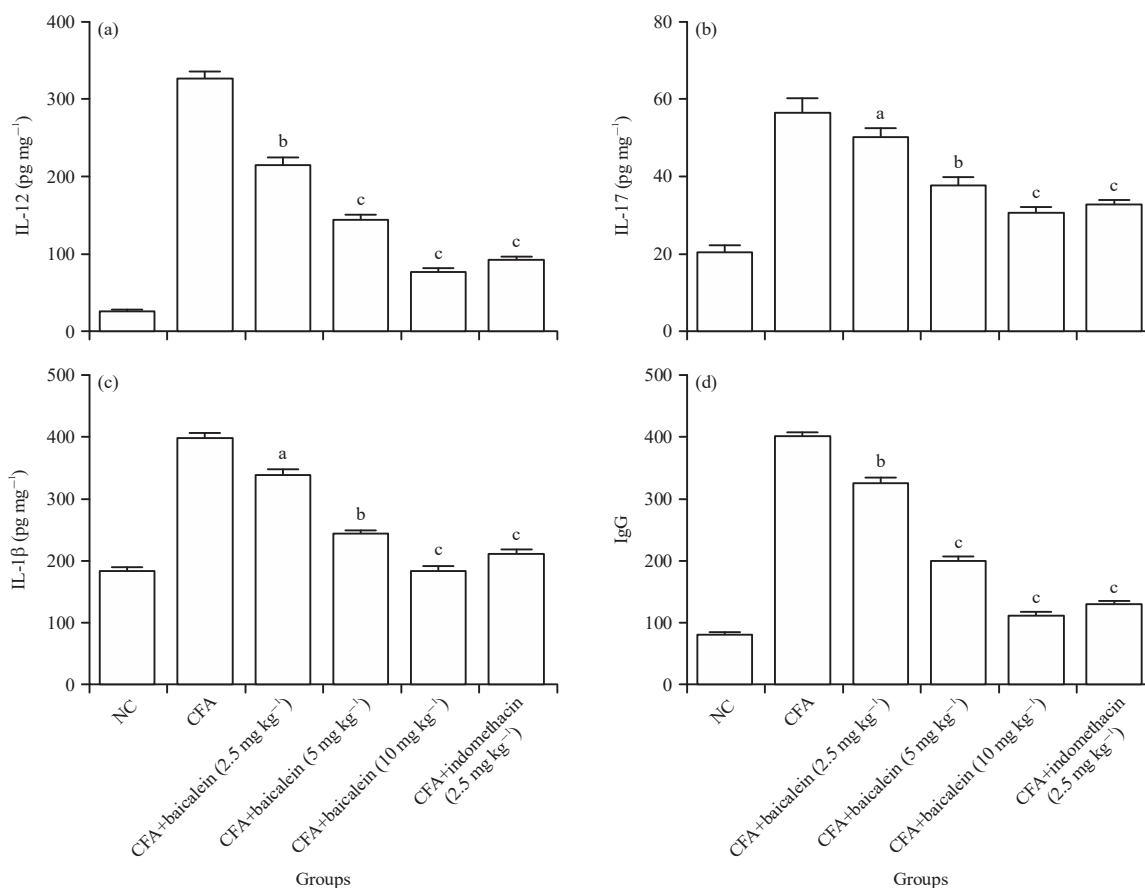 (a)
400
300
200
100
0
IL-12 (pg mg⁻¹)
b
c
c
c
(b)
80
60
40
20
0
IL-17 (pg mg⁻¹)
a
b
c
c
(c)
500
400
300
200
100
0
IL-1β (pg mg⁻¹)
a
b
c
c
NC
CFA
CFA+baicalein (2.5 mg kg⁻¹)
CFA+baicalein (5 mg kg⁻¹)
CFA+baicalein (10 mg kg⁻¹)
CFA+indomethacin
(2.5 mg kg⁻¹)
Groups
(d)
500
400
300
200
100
0
IgG
b
c
c
c
NC
CFA
CFA+baicalein (2.5 mg kg⁻¹)
CFA+baicalein (5 mg kg⁻¹)
CFA+baicalein (10 mg kg⁻¹)
CFA+indomethacin
(2.5 mg kg⁻¹)
Groups